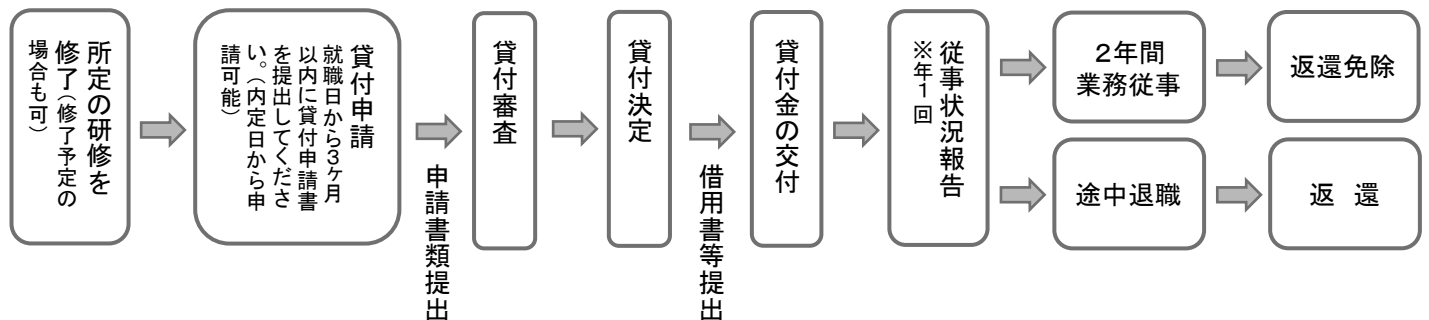 所定の研修を
修了（修了予定の
場合も可）
貸付申請
就職日から3ヶ月
以内に貸付申請書
を提出してくださ
い。（内定日から申
請可能）
申請書類提出
貸付審査
貸付決定
借用書等提出
貸付金の交付
従事状況報告
※年1回
2年間
業務従事
返還免除
途中退職
返　還